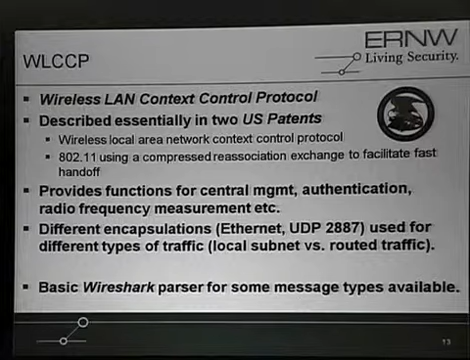 ERNW
WLCCP
Living Security.
Wireless LAN Context Control Protocol
Described essentially in two US Patents
Wireless local area network context control protocol
802.11 using a compressed reassociation exchange to facilitate fast
handoff
Provides functions for central mgmt, authentication,
radio frequency measurement etc.
Different encapsulations (Ethernet, UDP 2887) used for
different types of traffic (local subnet vs. routed traffic).
Basic Wireshark parser for some message types available.
13